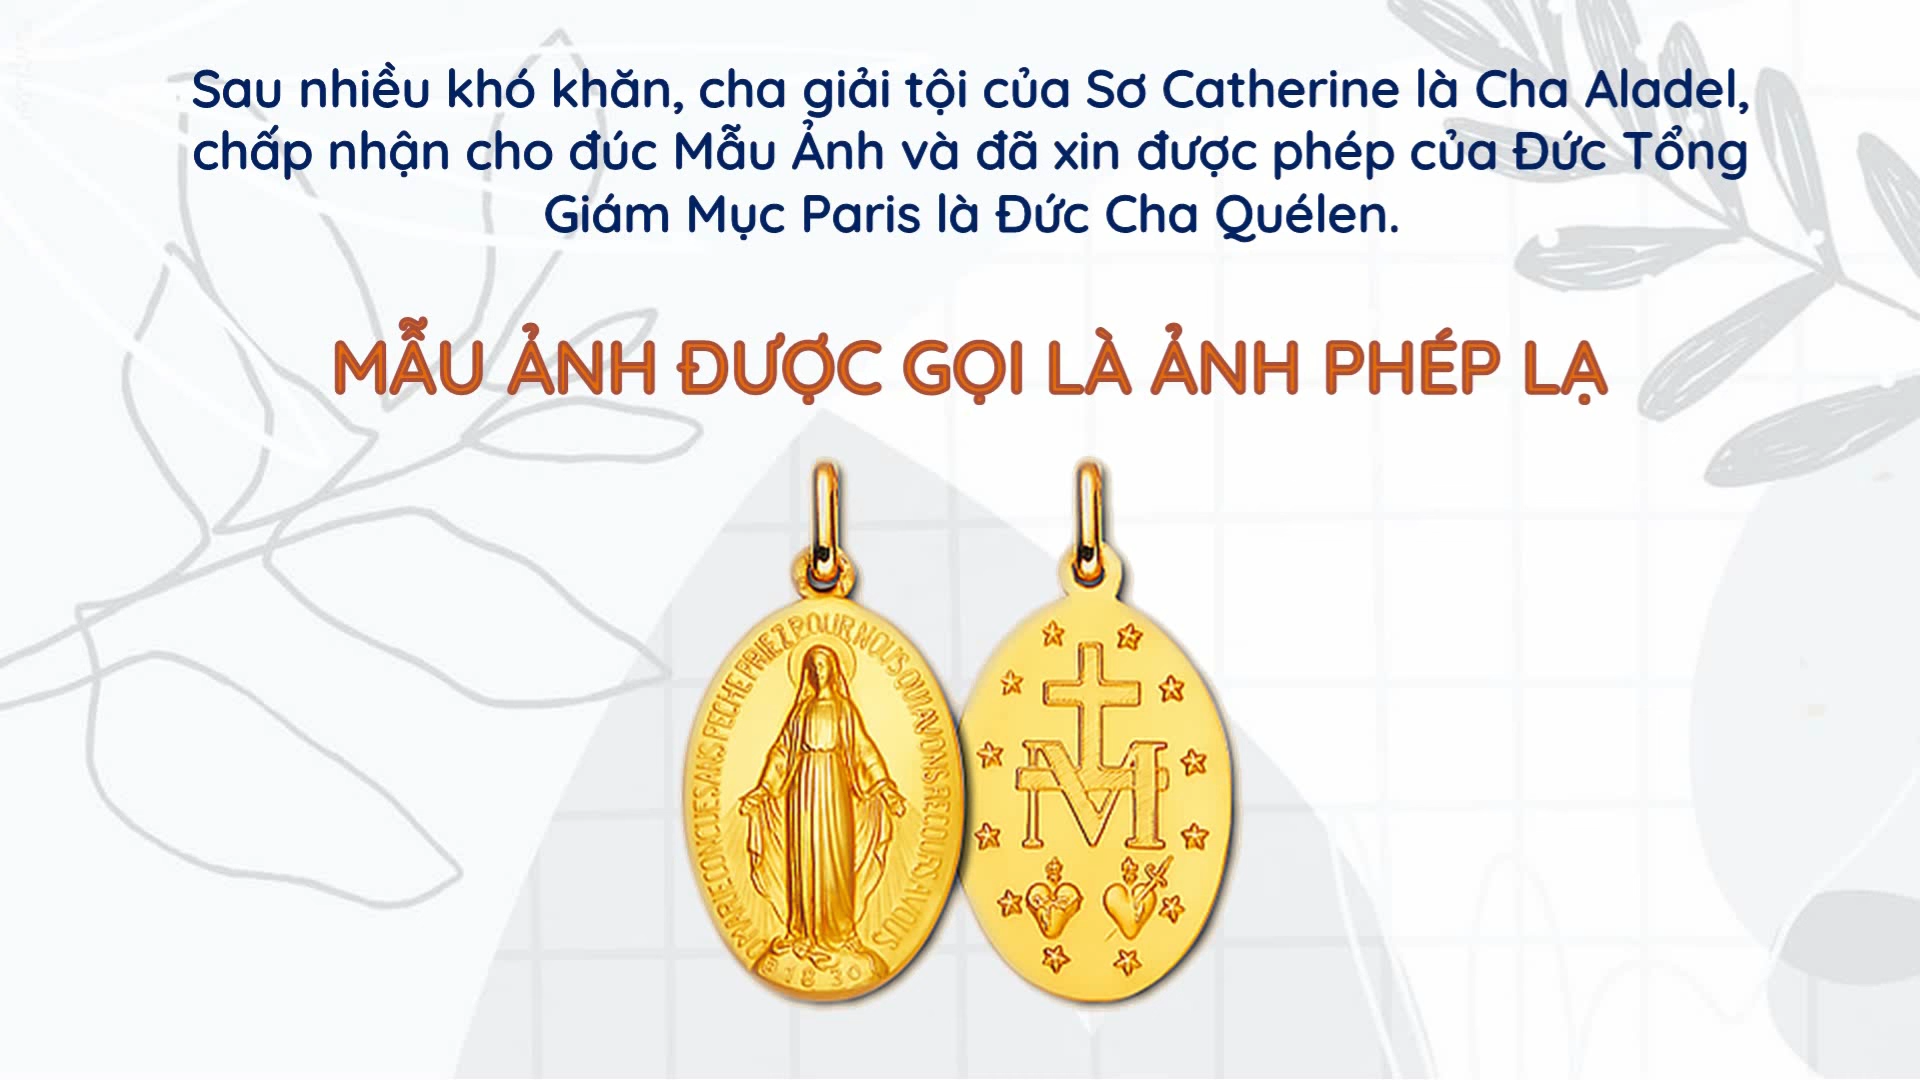 Sau nhiều khó khăn, cha giải tội của Sơ Catherine là Cha Aladel,
chấp nhận cho đúc Mẫu Ảnh và đã xin được phép của Đức Tổng
Giám Mục Paris là Đức Cha Quélen.
MẪU ẢNH ĐƯỢC GỌI LÀ ẢNH PHÉP LẠ
O MARIE CONCUE SANS PECHE PRIEZ POUR NOUS QUI AVONS RECOURS A VOUS
1830
M